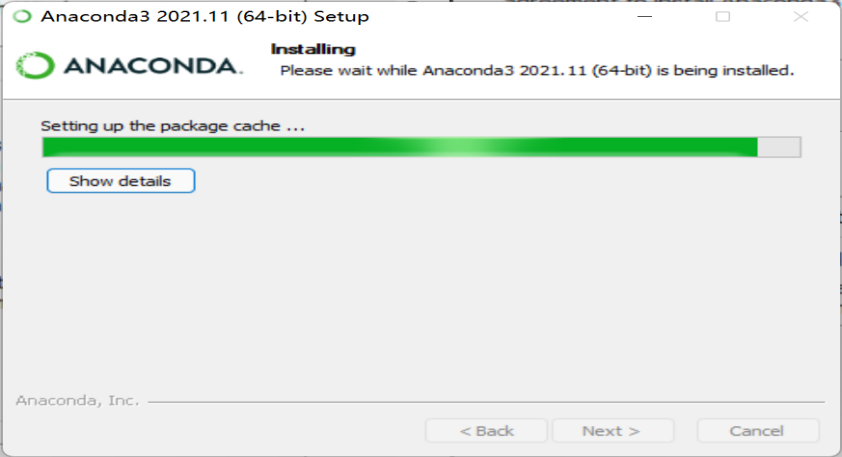 Anaconda3 2021.11 (64-bit) Setup
Installing
Please wait while Anaconda3 2021.11 (64-bit) is being installed.
ANACONDA.
Setting up the package cache ...
Show details
Anaconda, Inc.
< Back
Next >
Cancel